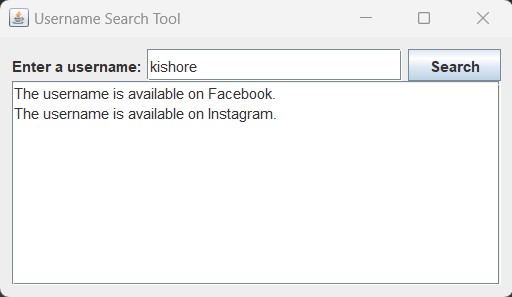 Username Search Tool
Enter a username: kishore Search
The username is available on Facebook.
The username is available on Instagram.